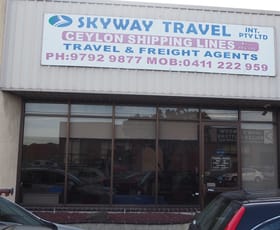 SKYWAY TRAVEL INT. PTY LTD
CEYLON SHIPPING LINES
TRAVEL & FREIGHT AGENTS
PH:9792 9877 MOB:0411 222 959